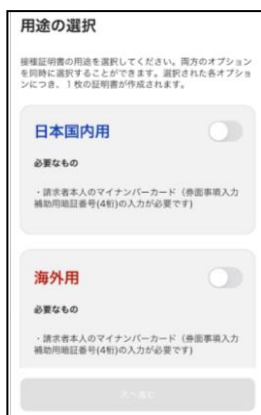 用途の選択
接種証明書の用途を選択してください。両方のオプション
を同時に選択することができます。選択された各オプショ
ンにつき、1枚の証明書が作成されます。
日本国内用
必要なもの
・請求者本人のマイナンバーカード（券面事項入力
補助用暗証番号(4桁)の入力が必要です)
海外用
必要なもの
・請求者本人のマイナンバーカード（券面事項入力
補助用暗証番号(4桁)の入力が必要です)
次へ進む